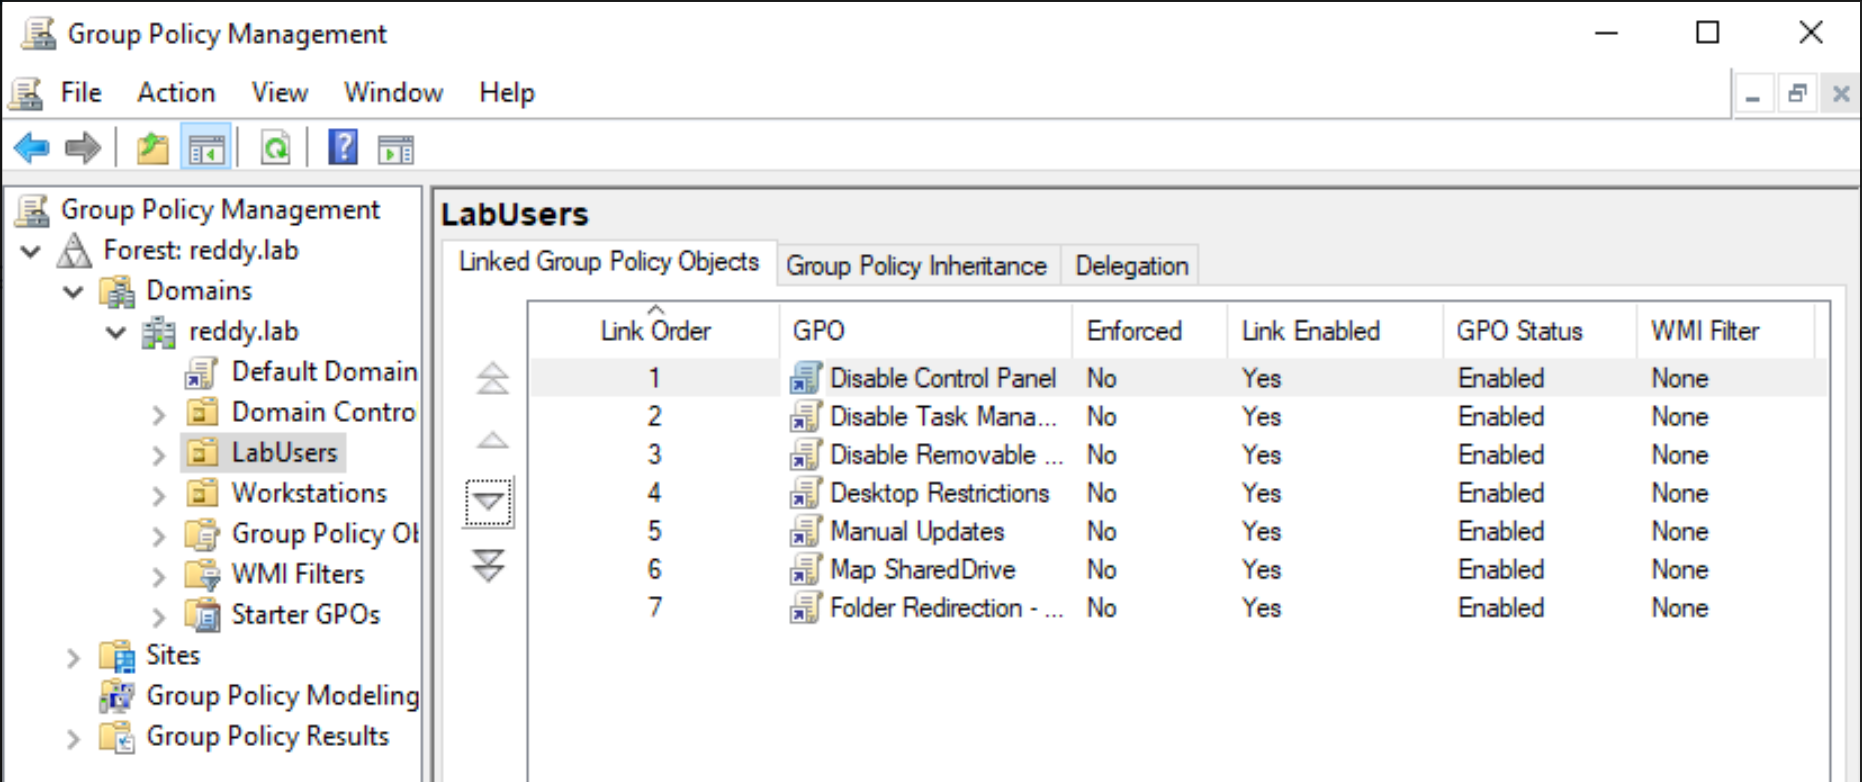 Group Policy Management
File Action View Window Help
Group Policy Management
Forest: reddy.lab
Domains
reddy.lab
Default Domain
Domain Contro
LabUsers
Workstations
Group Policy Ob
WMI Filters
Starter GPOs
Sites
Group Policy Modeling
Group Policy Results
LabUsers
Linked Group Policy Objects Group Policy Inheritance Delegation
Link Order GPO Enforced Link Enabled GPO Status WMI Filter
1 Disable Control Panel No Yes Enabled None
2 Disable Task Mana... No Yes Enabled None
3 Disable Removable ... No Yes Enabled None
4 Desktop Restrictions No Yes Enabled None
5 Manual Updates No Yes Enabled None
6 Map SharedDrive No Yes Enabled None
7 Folder Redirection - ... No Yes Enabled None